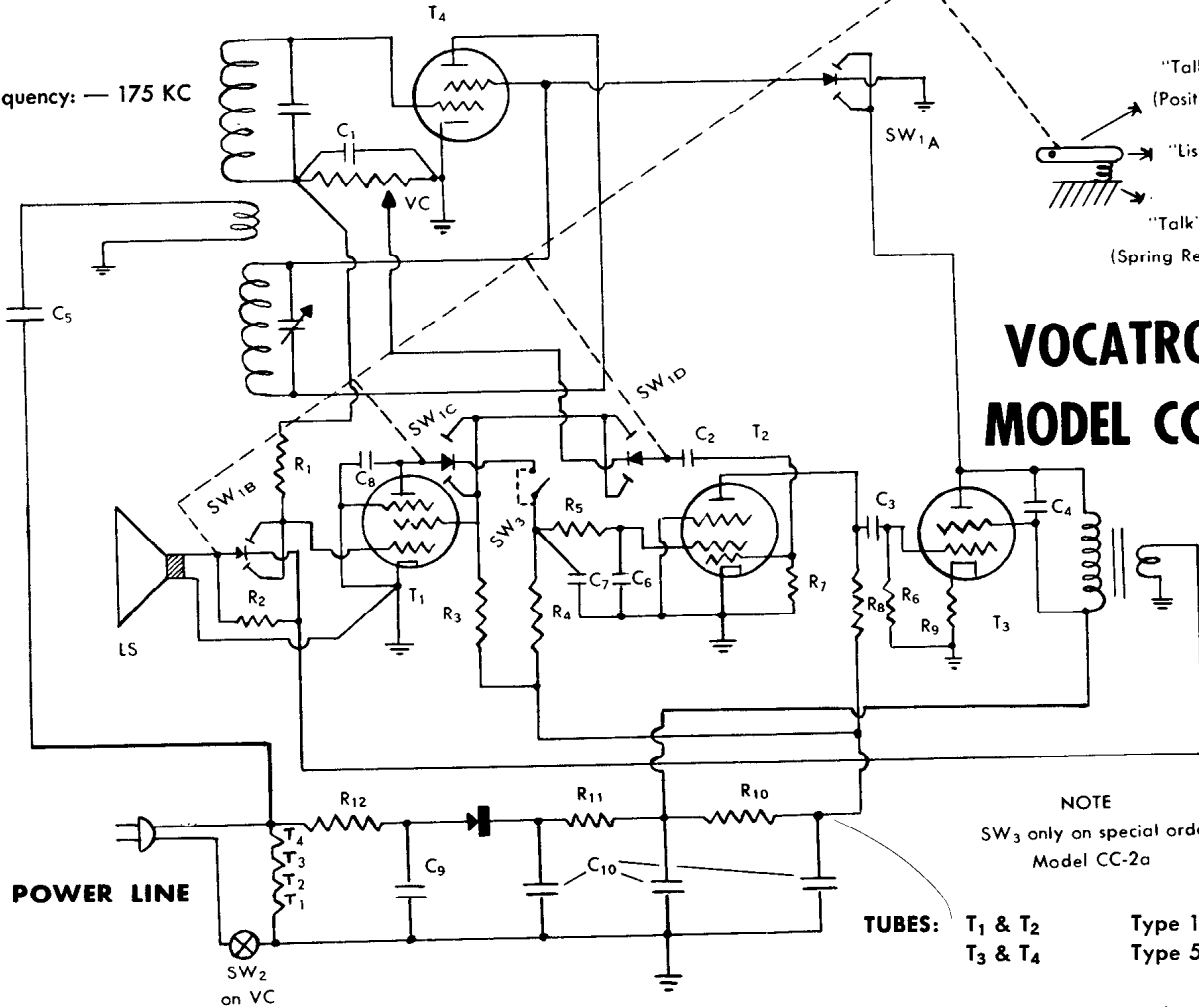 T4
"Tal
(Posit
quency: — 175 KC
C1
SW1A
"Lis
VC
"Talk"
(Spring Re
C5
VOCATRO
MODEL CC
SW1D
SW1C
C2
T2
R1
C8
SW1B
SW3
R5
C3
C4
R2
T1
R3
R4
C7
C6
R7
R8
R6
R9
T3
LS
R12
R11
R10
NOTE
SW3 only on special orde
Model CC-2a
T4
T3
T2
T1
C9
C10
POWER LINE
TUBES: T1 & T2 Type 1
T3 & T4 Type 5
SW2
on VC